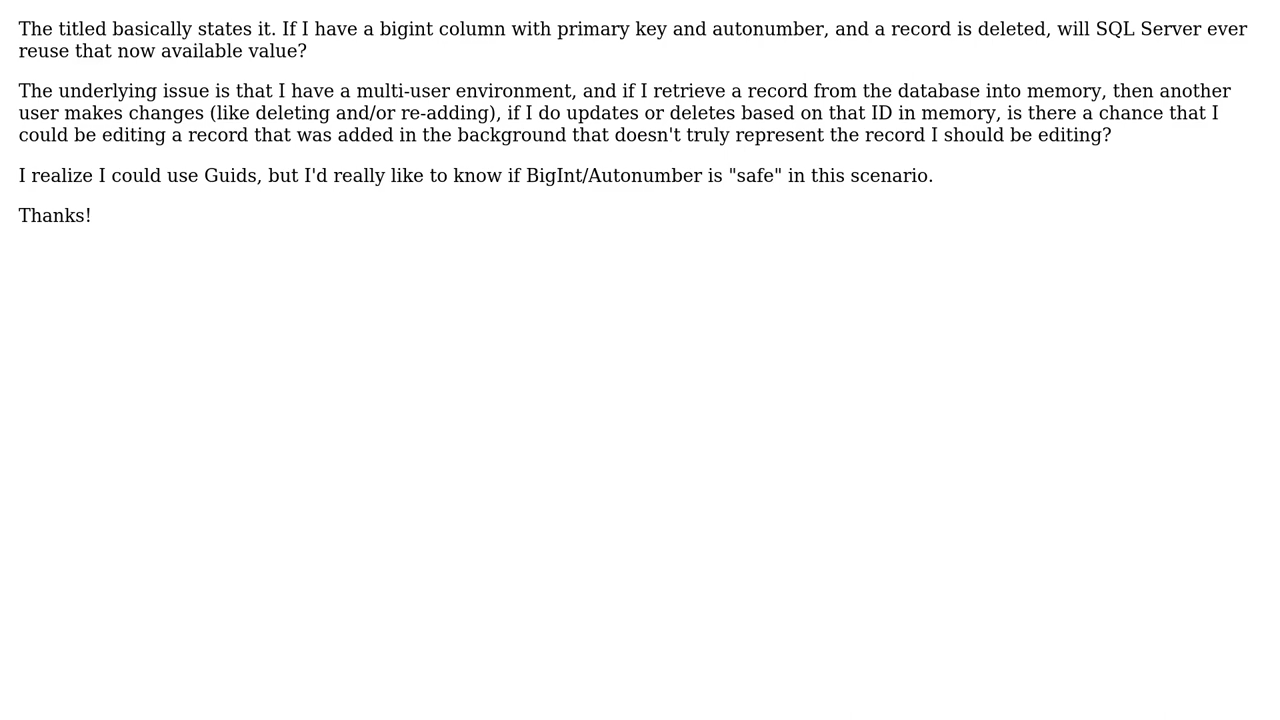 The titled basically states it. If I have a bigint column with primary key and autonumber, and a record is deleted, will SQL Server ever
reuse that now available value?
The underlying issue is that I have a multi-user environment, and if I retrieve a record from the database into memory, then another
user makes changes (like deleting and/or re-adding), if I do updates or deletes based on that ID in memory, is there a chance that I
could be editing a record that was added in the background that doesn't truly represent the record I should be editing?
I realize I could use Guids, but I'd really like to know if BigInt/Autonumber is "safe" in this scenario.
Thanks!